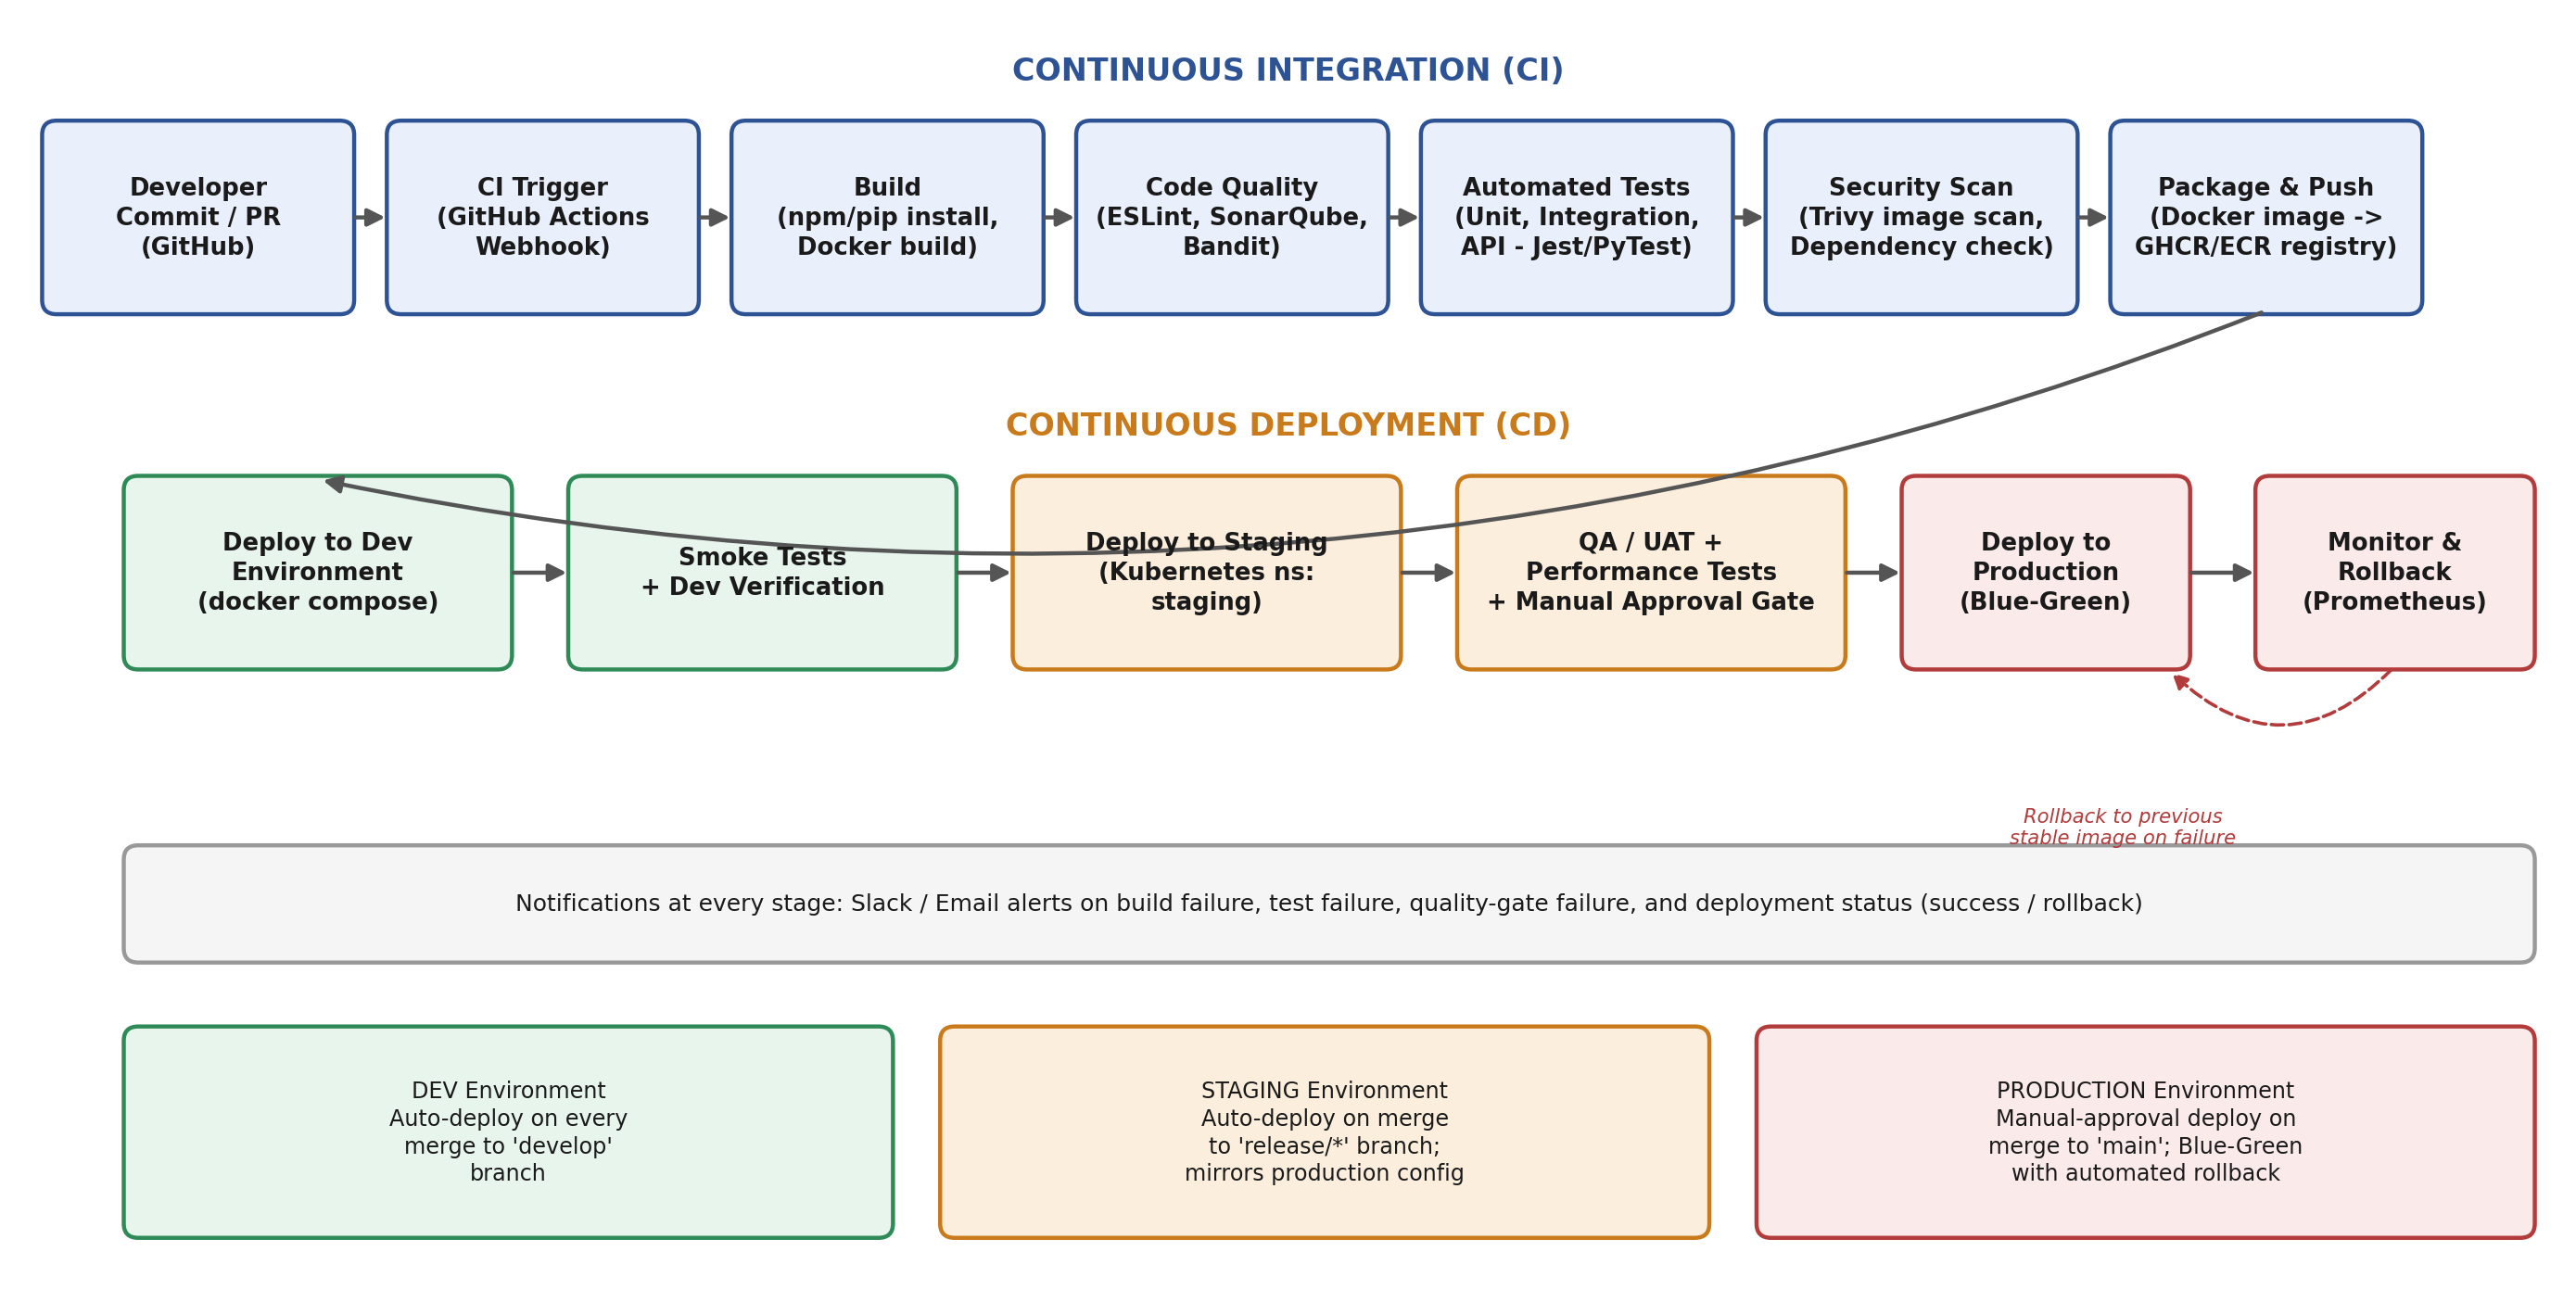 CONTINUOUS INTEGRATION (CI)
Developer
Commit / PR
(GitHub)
CI Trigger
(GitHub Actions
Webhook)
Build
(npm/pip install,
Docker build)
Code Quality
(ESLint, SonarQube,
Bandit)
Automated Tests
(Unit, Integration,
API - Jest/PyTest)
Security Scan
(Trivy image scan,
Dependency check)
Package & Push
(Docker image ->
GHCR/ECR registry)
CONTINUOUS DEPLOYMENT (CD)
Deploy to Dev
Environment
(docker compose)
Smoke Tests
+ Dev Verification
Deploy to Staging
(Kubernetes ns:
staging)
QA / UAT +
Performance Tests
+ Manual Approval Gate
Deploy to
Production
(Blue-Green)
Monitor &
Rollback
(Prometheus)
Rollback to previous
stable image on failure
Notifications at every stage: Slack / Email alerts on build failure, test failure, quality-gate failure, and deployment status (success / rollback)
DEV Environment
Auto-deploy on every
merge to 'develop'
branch
STAGING Environment
Auto-deploy on merge
to 'release/*' branch;
mirrors production config
PRODUCTION Environment
Manual-approval deploy on
merge to 'main'; Blue-Green
with automated rollback